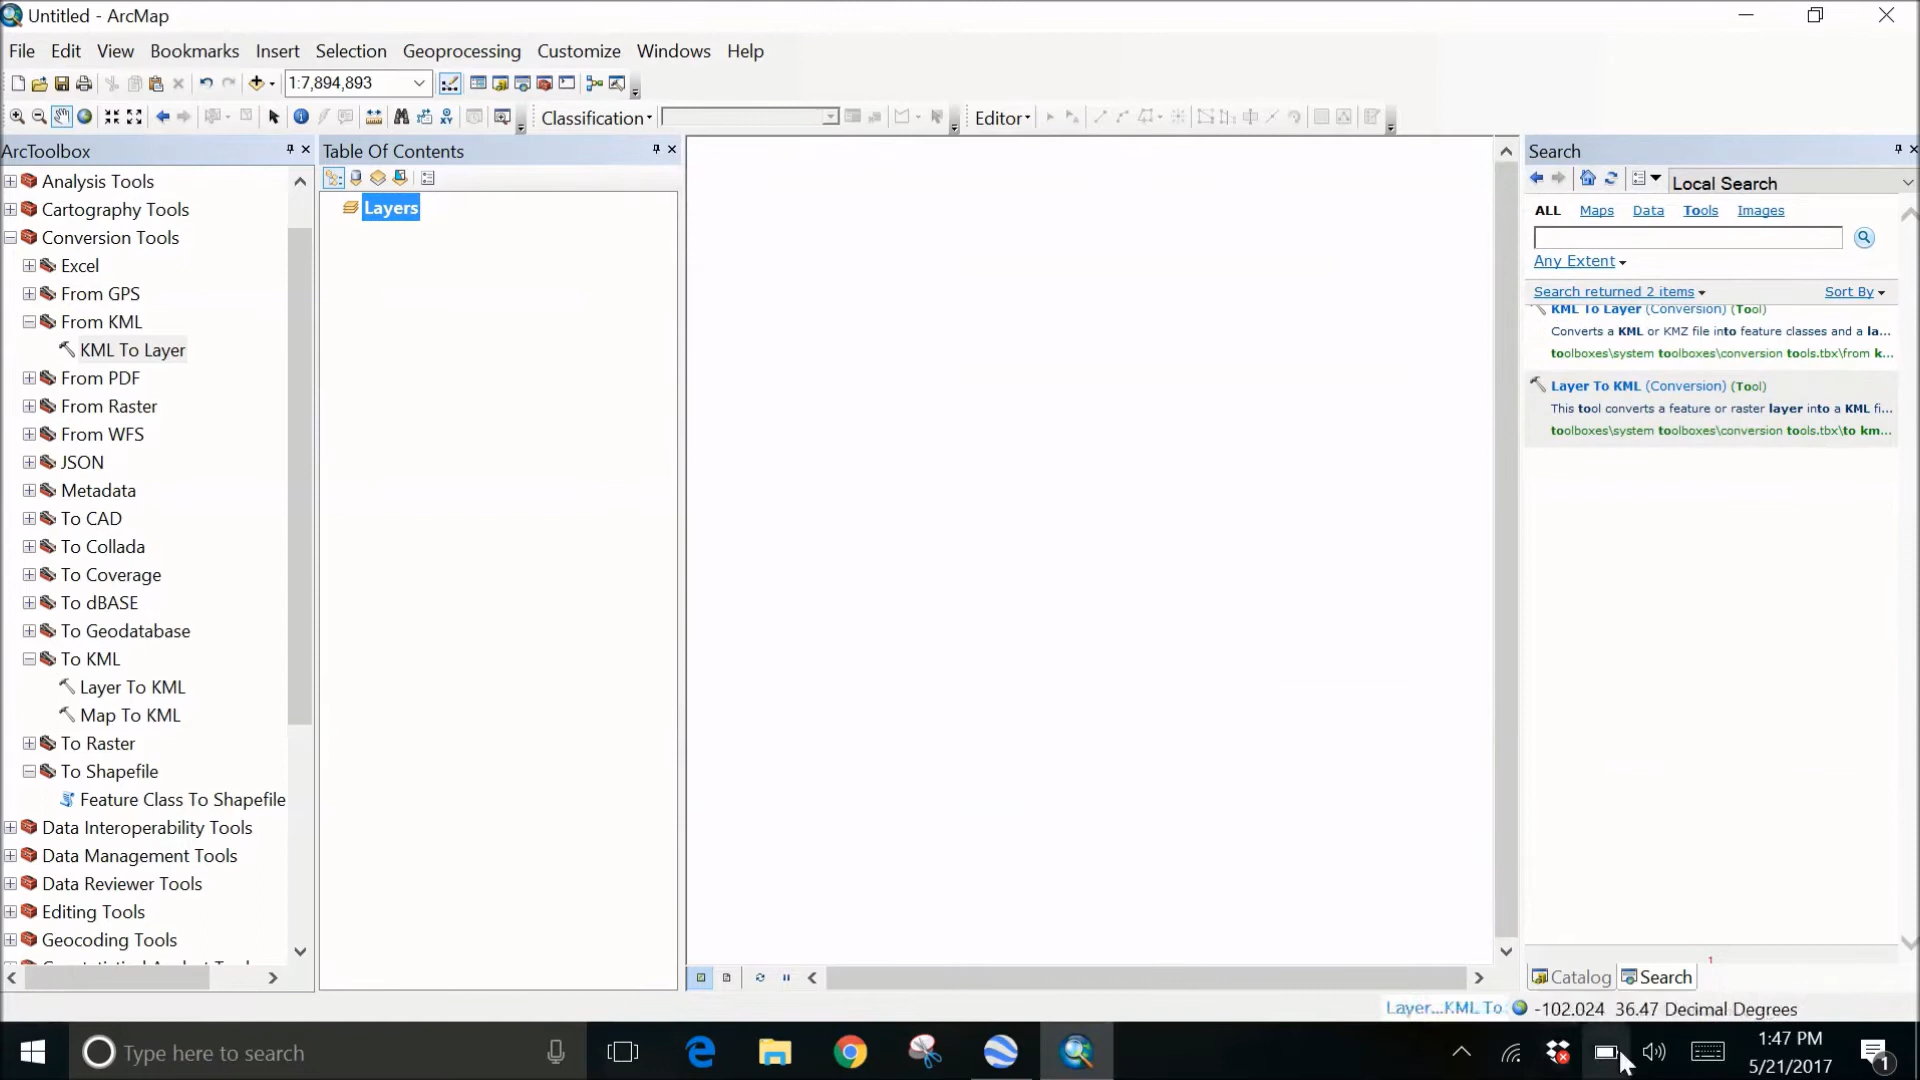 Untitled - ArcMap
File Edit View Bookmarks Insert Selection Geoprocessing Customize Windows Help
1:7,894,893
Classification
Editor
ArcToolbox
Analysis Tools
Cartography Tools
Conversion Tools
Excel
From GPS
From KML
KML To Layer
From PDF
From Raster
From WFS
JSON
Metadata
To CAD
To Collada
To Coverage
To dBASE
To Geodatabase
To KML
Layer To KML
Map To KML
To Raster
To Shapefile
Feature Class To Shapefile
Data Interoperability Tools
Data Management Tools
Data Reviewer Tools
Editing Tools
Geocoding Tools
Table Of Contents
Layers
Search
Local Search
ALL Maps Data Tools Images
Any Extent
Search returned 2 items Sort By
KML To Layer (Conversion) (Tool)
Converts a KML or KMZ file into feature classes and a la...
toolboxes\system toolboxes\conversion tools.tbx\from k...
Layer To KML (Conversion) (Tool)
This tool converts a feature or raster layer into a KML fi...
toolboxes\system toolboxes\conversion tools.tbx\to km...
1
Catalog Search
Layer...KML To -102.024 36.47 Decimal Degrees
Type here to search
1:47 PM
5/21/2017
1